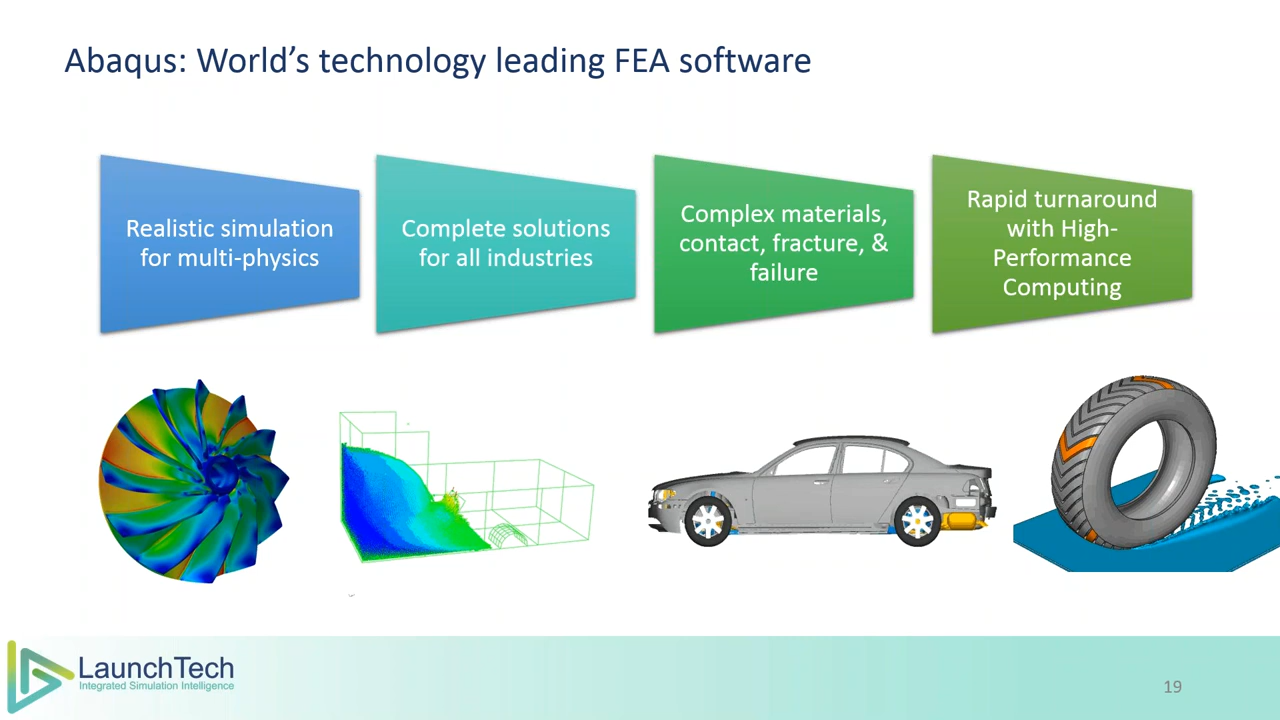 Abaqus: World’s technology leading FEA software
Realistic simulation
for multi-physics
Complete solutions
for all industries
Complex materials,
contact, fracture, &
failure
Rapid turnaround
with High-
Performance
Computing
LaunchTech
Integrated Simulation Intelligence
19